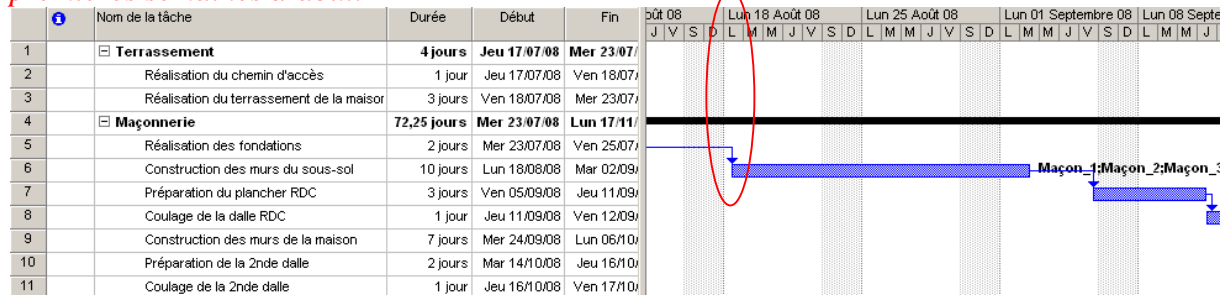 Nom de la tâche Durée Début Fin
oût 08 Lun 18 Août 08 Lun 25 Août 08 Lun 01 Septembre 08 Lun 08 Septe
J V S D L M M J V S D L M M J V S D L M M J V S D L M M J
1 Terrassement 4 jours Jeu 17/07/08 Mer 23/07/
2 Réalisation du chemin d'accès 1 jour Jeu 17/07/08 Ven 18/07/
3 Réalisation du terrassement de la maisor 3 jours Ven 18/07/08 Mer 23/07/
4 Maçonnerie 72,25 jours Mer 23/07/08 Lun 17/11/
5 Réalisation des fondations 2 jours Mer 23/07/08 Ven 25/07/
6 Construction des murs du sous-sol 10 jours Lun 18/08/08 Mar 02/09/ Maçon_1;Maçon_2;Maçon_3
7 Préparation du plancher RDC 3 jours Ven 05/09/08 Jeu 11/09/
8 Coulage de la dalle RDC 1 jour Jeu 11/09/08 Ven 12/09/
9 Construction des murs de la maison 7 jours Mer 24/09/08 Lun 06/10/
10 Préparation de la 2nde dalle 2 jours Mar 14/10/08 Jeu 16/10/
11 Coulage de la 2nde dalle 1 jour Jeu 16/10/08 Ven 17/10/